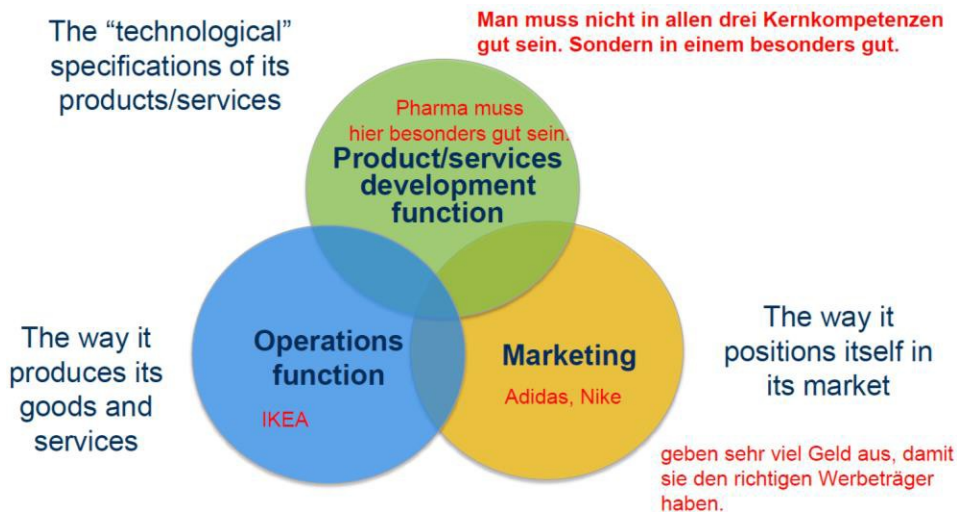 The “technological”
specifications of its
products/services
Man muss nicht in allen drei Kernkompetenzen
gut sein. Sondern in einem besonders gut.
Pharma muss
hier besonders gut sein.
Product/services
development
function
The way it
produces its
goods and
services
Operations
function
IKEA
Marketing
Adidas, Nike
The way it
positions itself in
its market
geben sehr viel Geld aus, damit
sie den richtigen Werbeträger
haben.